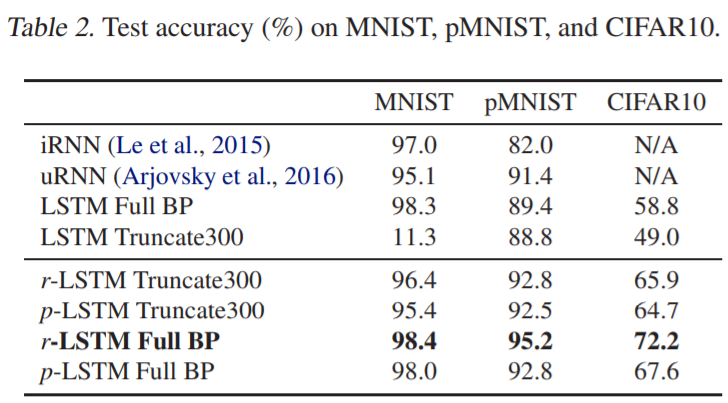 Table 2. Test accuracy (%) on MNIST, pMNIST, and CIFAR10.
MNIST pMNIST CIFAR10
iRNN (Le et al., 2015) 97.0 82.0 N/A
uRNN (Arjovsky et al., 2016) 95.1 91.4 N/A
LSTM Full BP 98.3 89.4 58.8
LSTM Truncate300 11.3 88.8 49.0
r-LSTM Truncate300 96.4 92.8 65.9
p-LSTM Truncate300 95.4 92.5 64.7
r-LSTM Full BP 98.4 95.2 72.2
p-LSTM Full BP 98.0 92.8 67.6